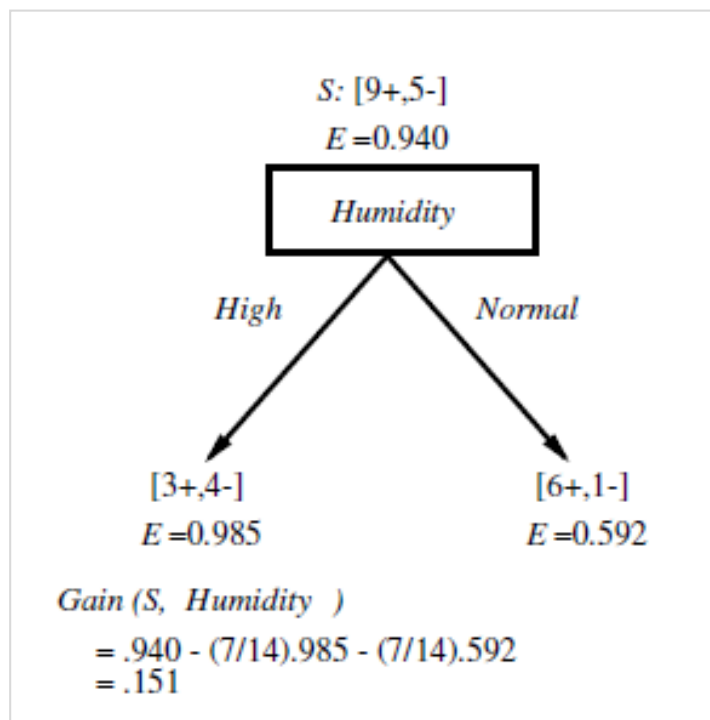 S: [9+,5-]
E =0.940
Humidity
High
Normal
[3+,4-]
[6+,1-]
E =0.985
E =0.592
Gain (S, Humidity )
= .940 - (7/14).985 - (7/14).592
= .151